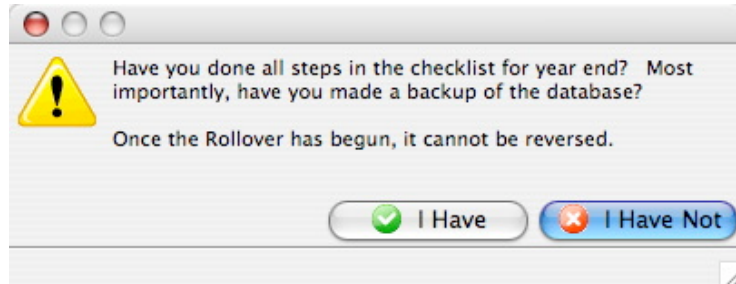 Have you done all steps in the checklist for year end?   Most
importantly, have you made a backup of the database?
Once the Rollover has begun, it cannot be reversed.
I Have
I Have Not